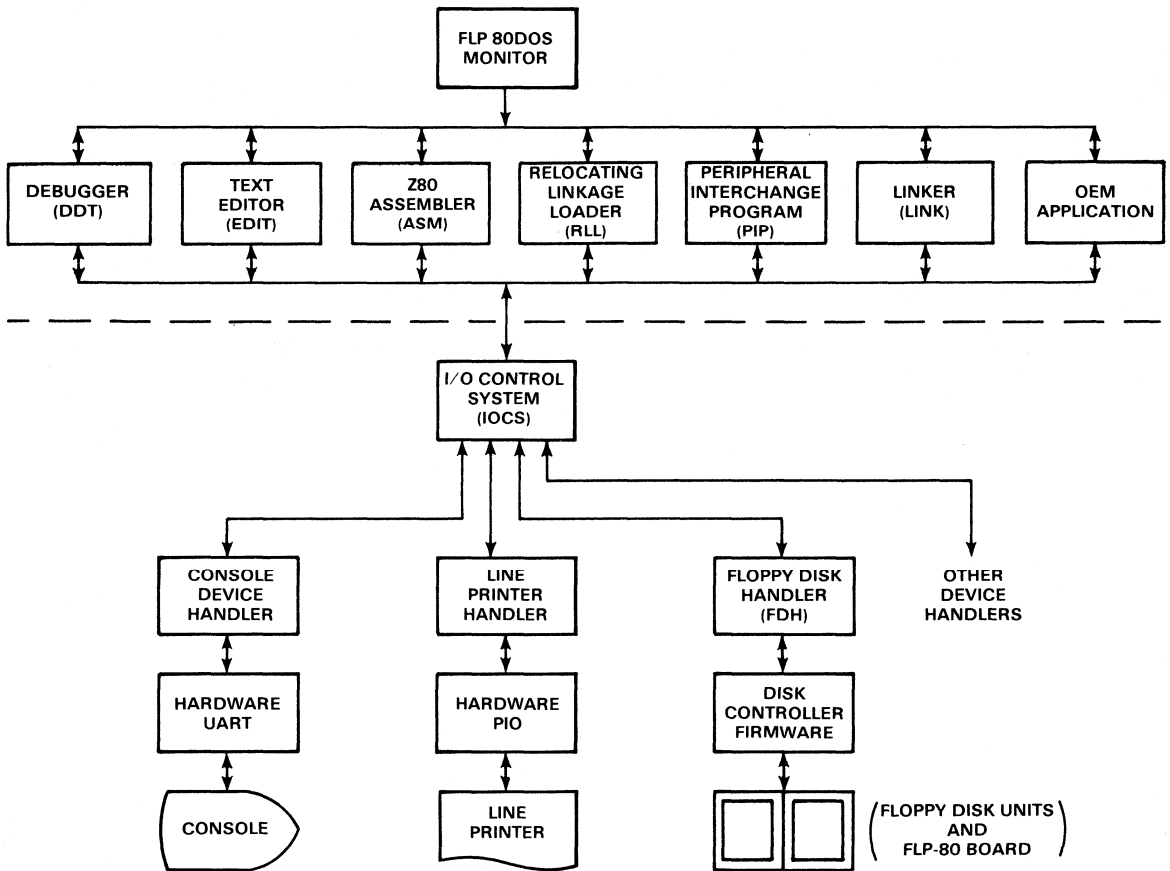 FLP 80DOS
MONITOR
DEBUGGER
(DDT)
TEXT
EDITOR
(EDIT)
Z80
ASSEMBLER
(ASM)
RELOCATING
LINKAGE
LOADER
(RLL)
PERIPHERAL
INTERCHANGE
PROGRAM
(PIP)
LINKER
(LINK)
OEM
APPLICATION
I/O CONTROL
SYSTEM
(IOCS)
CONSOLE
DEVICE
HANDLER
LINE
PRINTER
HANDLER
FLOPPY DISK
HANDLER
(FDH)
OTHER
DEVICE
HANDLERS
HARDWARE
UART
HARDWARE
PIO
DISK
CONTROLLER
FIRMWARE
CONSOLE
LINE
PRINTER
(FLOPPY DISK UNITS
AND
FLP-80 BOARD)